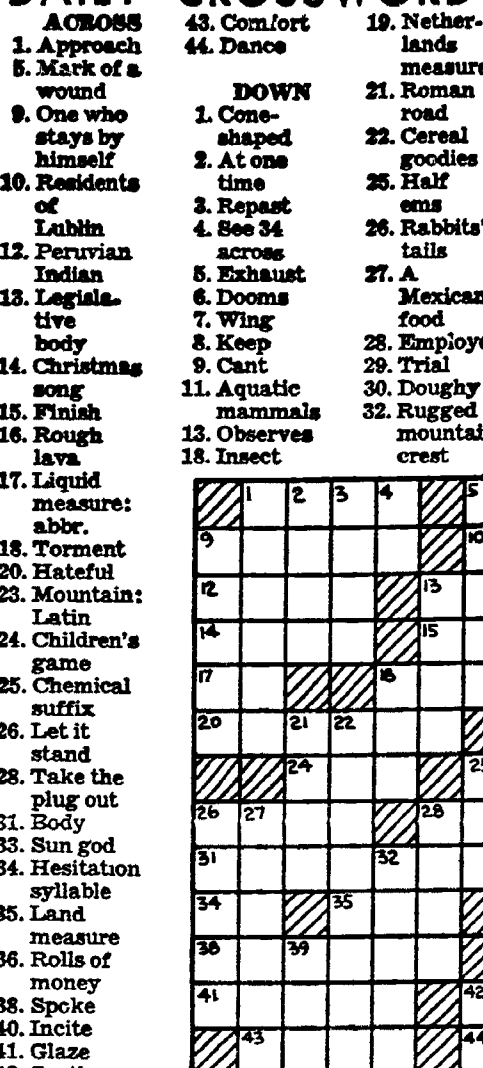 DAILY CROSSWORD
ACROSS
1. Approach
5. Mark of a
wound
9. One who
stays by
himself
10. Residents
of
Lublin
12. Peruvian
Indian
13. Legisla-
tive
body
14. Christmas
song
15. Finish
16. Rough
lava
17. Liquid
measure:
abbr.
18. Torment
20. Hateful
23. Mountain:
Latin
24. Children's
game
25. Chemical
suffix
26. Let it
stand
28. Take the
plug out
31. Body
33. Sun god
34. Hesitation
syllable
35. Land
measure
36. Rolls of
money
38. Spoke
40. Incite
41. Glaze
43. Comfort
44. Dance
DOWN
1. Cone-
shaped
2. At one
time
3. Repast
4. See 34
across
5. Exhaust
6. Dooms
7. Wing
8. Keep
9. Cant
11. Aquatic
mammals
13. Observes
18. Insect
19. Nether-
lands
measure
21. Roman
road
22. Cereal
goodies
25. Half
ems
26. Rabbits'
tails
27. A
Mexican
food
28. Employe
29. Trial
30. Doughy
32. Rugged
mountai
crest
1 2 3 4 5
9 10
12 13
14 15
17 18
20 21 22
24 25
26 27 28
31 32
34 35
38 39
41 42
43 44